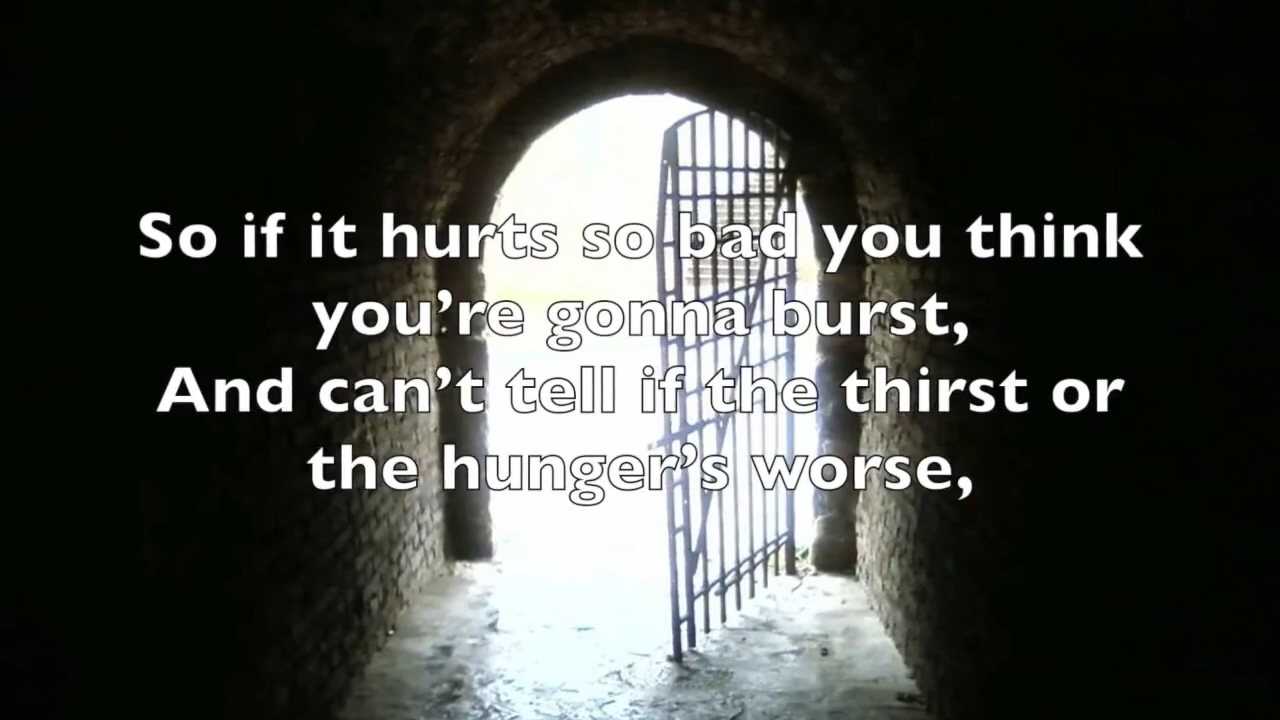 So if it hurts so bad you think
you’re gonna burst,
And can’t tell if the thirst or
the hunger’s worse,